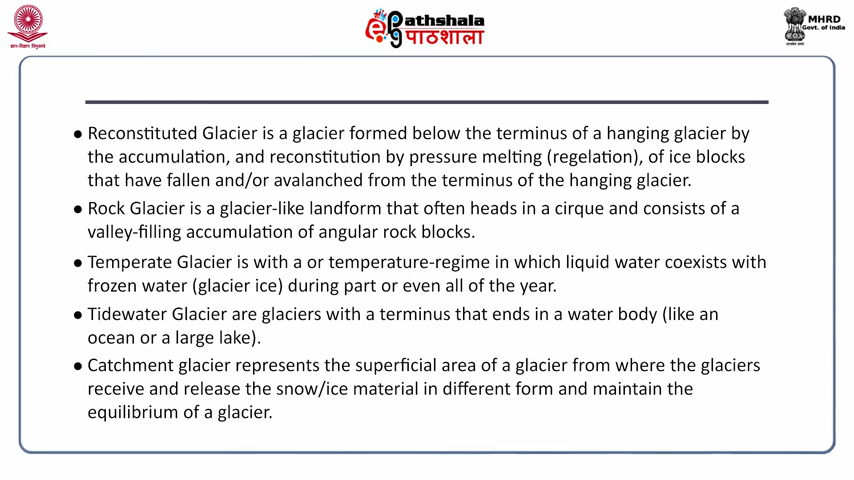 Pathshala
पाठशाला
MHRD
Govt. of India
● Reconstituted Glacier is a glacier formed below the terminus of a hanging glacier by
the accumulation, and reconstitution by pressure melting (regelation), of ice blocks
that have fallen and/or avalanched from the terminus of the hanging glacier.
● Rock Glacier is a glacier-like landform that often heads in a cirque and consists of a
valley-filling accumulation of angular rock blocks.
● Temperate Glacier is with a or temperature-regime in which liquid water coexists with
frozen water (glacier ice) during part or even all of the year.
● Tidewater Glacier are glaciers with a terminus that ends in a water body (like an
ocean or a large lake).
● Catchment glacier represents the superficial area of a glacier from where the glaciers
receive and release the snow/ice material in different form and maintain the
equilibrium of a glacier.